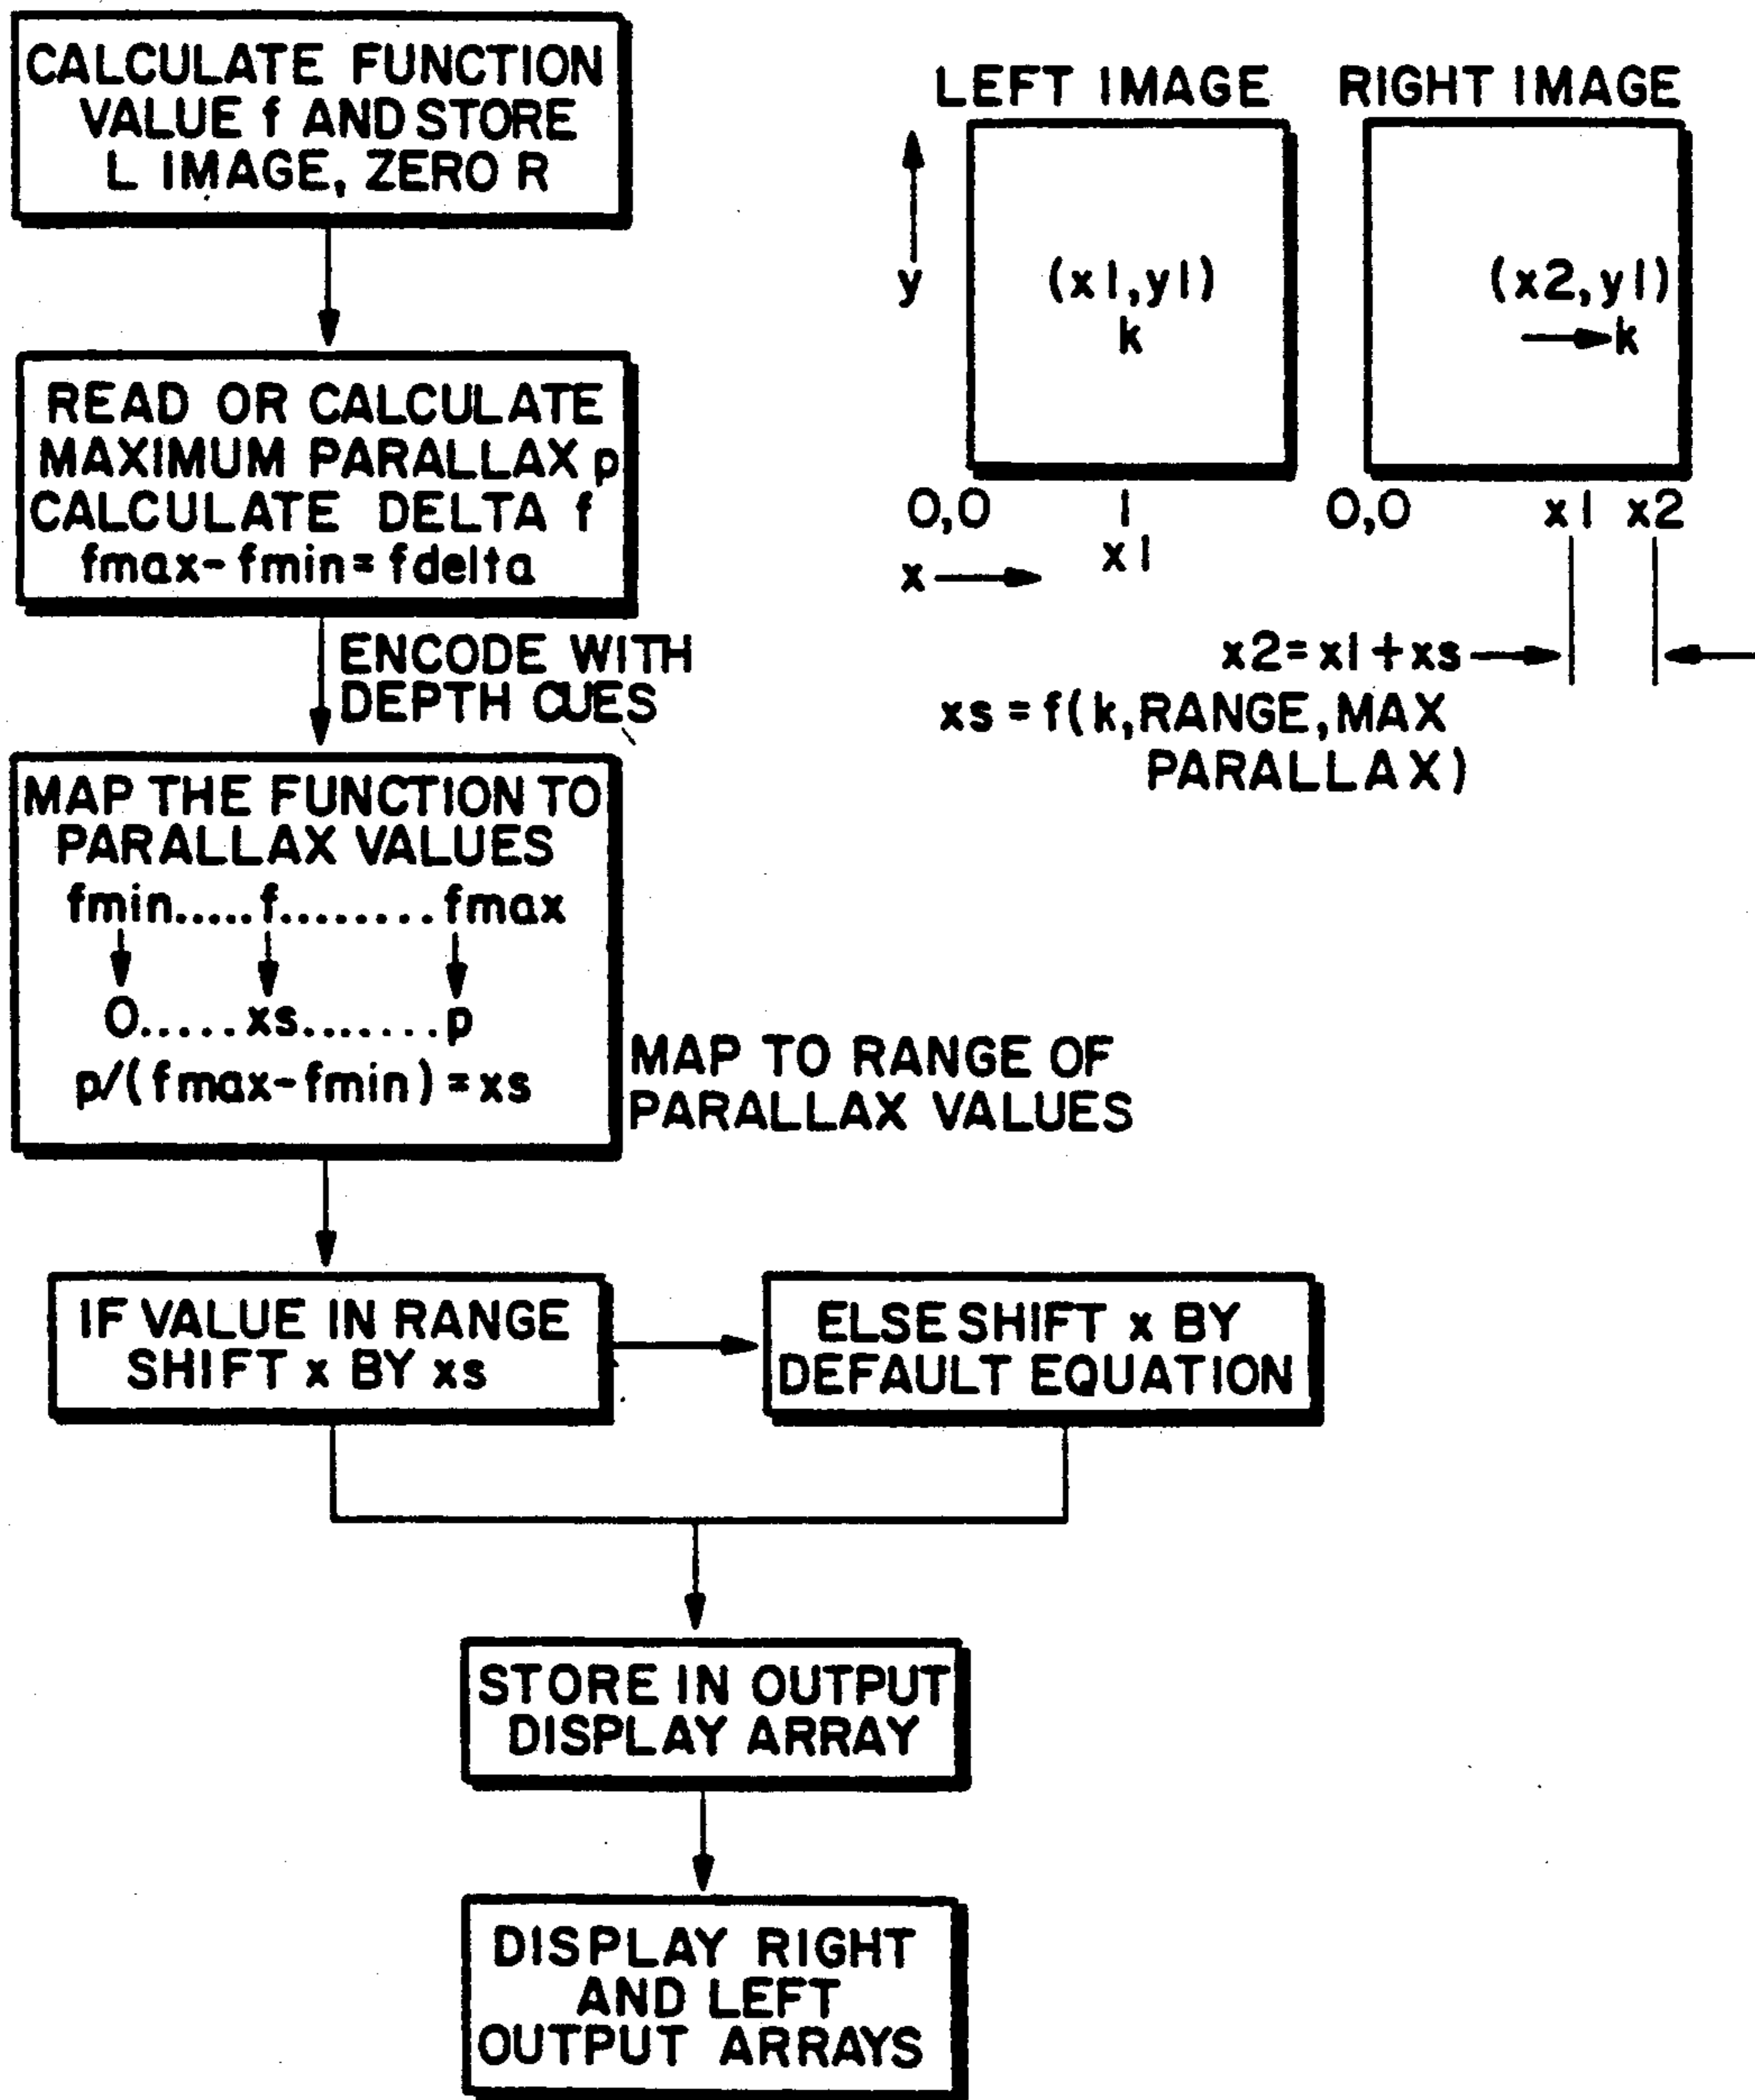 CALCULATE FUNCTION
VALUE f AND STORE
L IMAGE, ZERO R
READ OR CALCULATE
MAXIMUM PARALLAX p
CALCULATE DELTA f
fmax-fmin=fdelta
ENCODE WITH
DEPTH CUES
MAP THE FUNCTION TO
PARALLAX VALUES
fmin.....f........fmax
0.....xs.......p
p/(fmax-fmin)=xs
MAP TO RANGE OF
PARALLAX VALUES
IF VALUE IN RANGE
SHIFT x BY xs
ELSE SHIFT x BY
DEFAULT EQUATION
STORE IN OUTPUT
DISPLAY ARRAY
DISPLAY RIGHT
AND LEFT
OUTPUT ARRAYS
LEFT IMAGE
y
(x1,y1)
k
0,0
x1
x
RIGHT IMAGE
(x2,y1)
k
0,0 x1 x2
x2=x1+xs
xs=f(k,RANGE,MAX
PARALLAX)